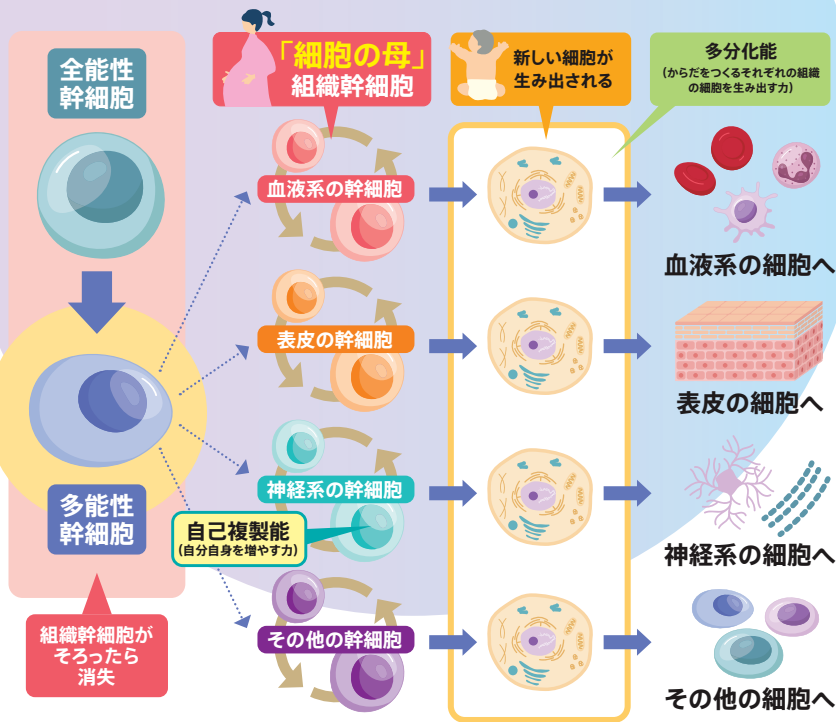 全能性
幹細胞
多能性
幹細胞
組織幹細胞が
そろったら
消失
「細胞の母」
組織幹細胞
血液系の幹細胞
表皮の幹細胞
神経系の幹細胞
自己複製能
(自分自身を増やす力)
その他の幹細胞
新しい細胞が
生み出される
多分化能
(からだをつくるそれぞれの組織
の細胞を生み出す力)
血液系の細胞へ
表皮の細胞へ
神経系の細胞へ
その他の細胞へ